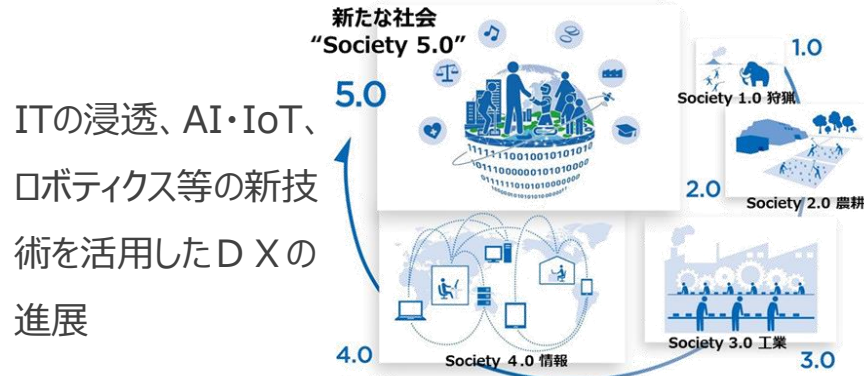 ITの浸透、AI・IoT、
ロボティクス等の新技
術を活用したＤＸの
進展
新たな社会
“Society 5.0”
5.0
1.0
Society 1.0 狩猟
2.0
Society 2.0 農耕
Society 3.0 工業
3.0
4.0
Society ４.0 情報